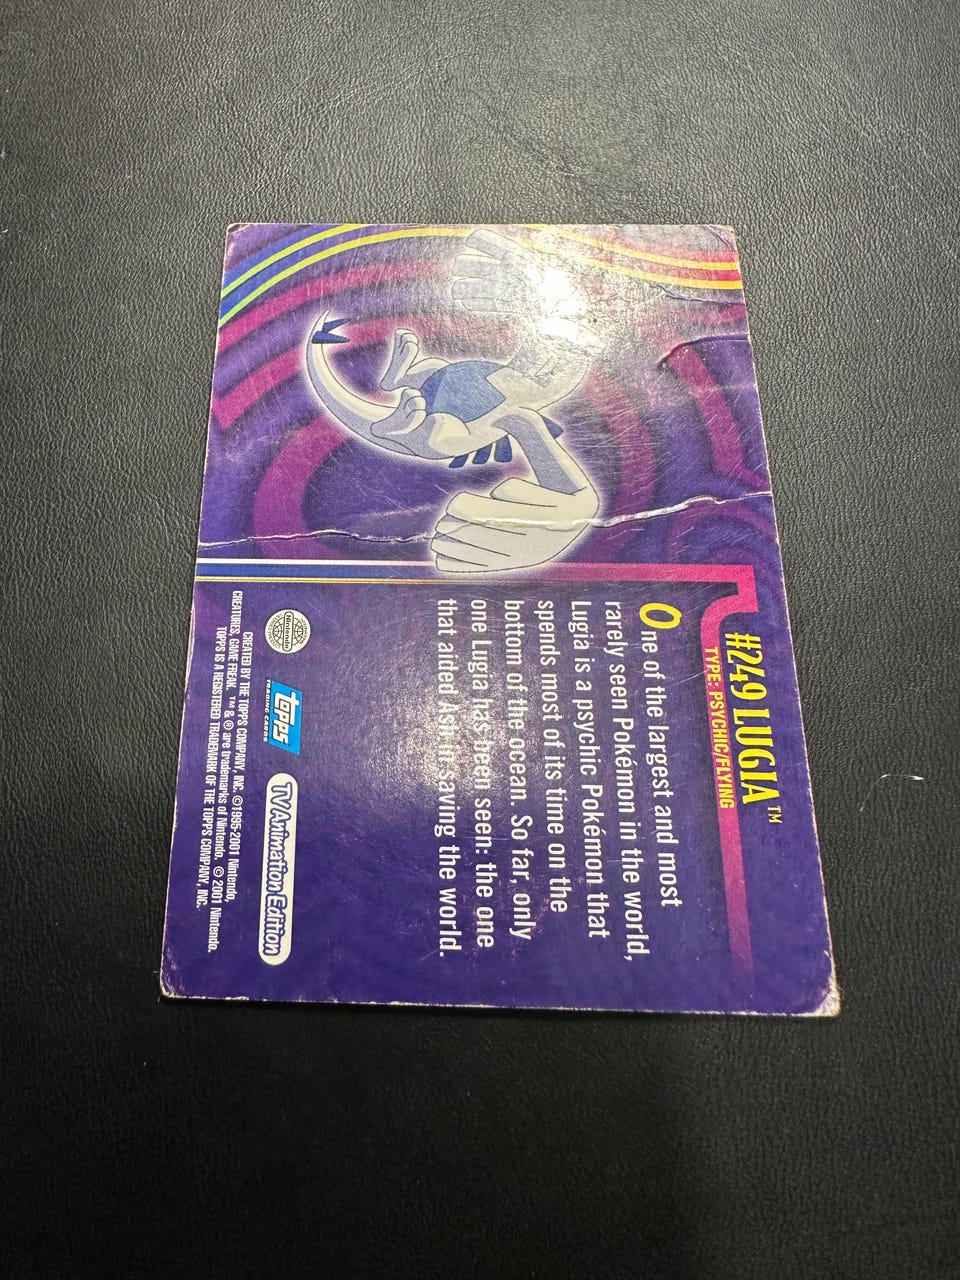 #249 LUGIA™
TYPE: PSYCHIC/FLYING
One of the largest and most
rarely seen Pokémon in the world,
Lugia is a psychic Pokémon that
spends most of its time on the
bottom of the ocean. So far, only
one Lugia has been seen: the one
that aided Ash in saving the world.
Nintendo
topps
TRADING CARDS
TV Animation Edition
CREATED BY THE TOPPS COMPANY, INC. ©1995-2001 Nintendo,
CREATURES, GAME FREAK. ™ & ® are trademarks of Nintendo. © 2001 Nintendo.
TOPPS IS A REGISTERED TRADEMARK OF THE TOPPS COMPANY, INC.